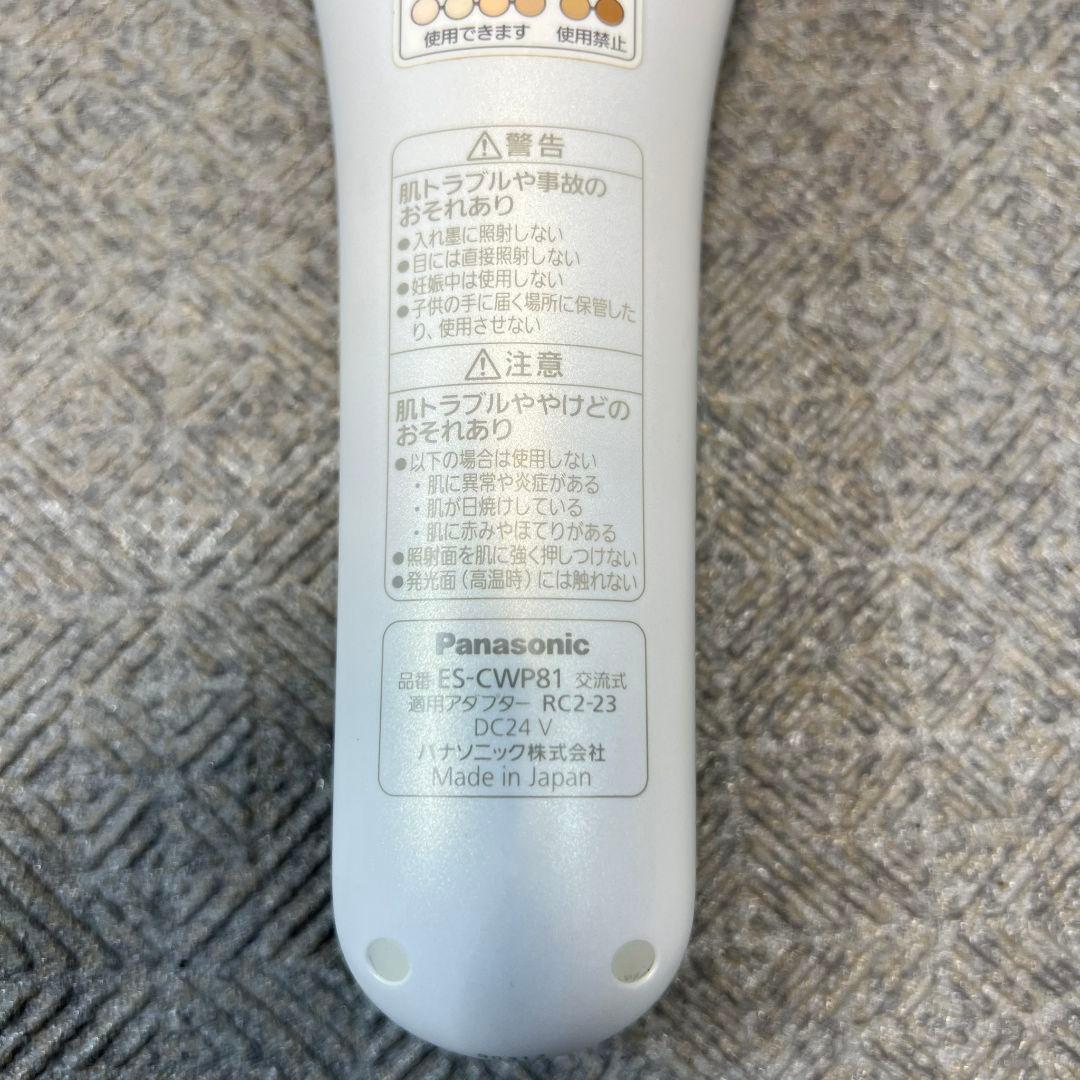 使用できます 使用禁止
⚠警告
肌トラブルや事故の
おそれあり
●入れ墨に照射しない
●目には直接照射しない
●妊娠中は使用しない
●子供の手に届く場所に保管した
り、使用させない
⚠注意
肌トラブルややけどの
おそれあり
●以下の場合は使用しない
・肌に異常や炎症がある
・肌が日焼けしている
・肌に赤みやほてりがある
●照射面を肌に強く押しつけない
●発光面（高温時）には触れない
Panasonic
品番 ES-CWP81 交流式
適用アダプター RC2-23
DC24 V
パナソニック株式会社
Made in Japan